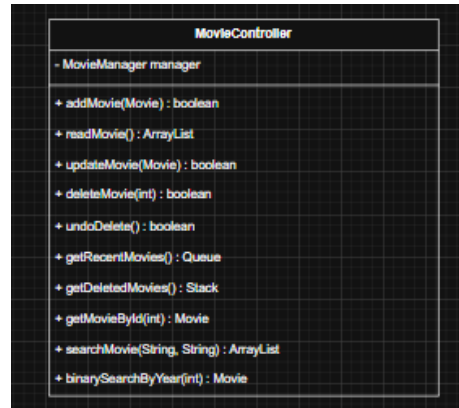 MovieController
- MovieManager manager
+ addMovie(Movie) : boolean
+ readMovie() : ArrayList
+ updateMovie(Movie) : boolean
+ deleteMovie(int) : boolean
+ undoDelete() : boolean
+ getRecentMovies() : Queue
+ getDeletedMovies() : Stack
+ getMovieById(int) : Movie
+ searchMovie(String, String) : ArrayList
+ binarySearchByYear(int) : Movie